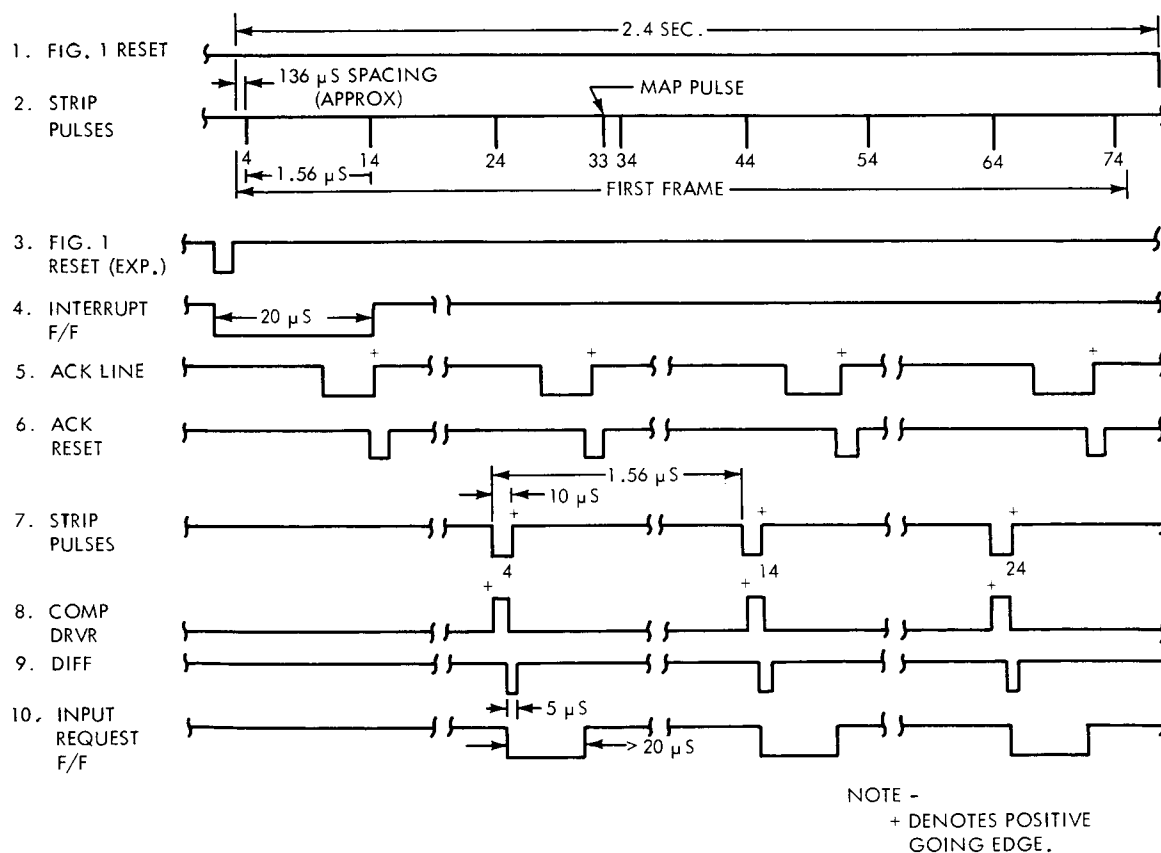 2.4 SEC.
1. FIG. 1 RESET
136 µS SPACING
(APPROX)
MAP PULSE
2. STRIP
PULSES
4 14 24 33 34 44 54 64 74
1.56 µS
FIRST FRAME
3. FIG. 1
RESET (EXP.)
4. INTERRUPT
F/F
20 µS
5. ACK LINE
+ + + +
6. ACK
RESET
1.56 µS
10 µS
7. STRIP
PULSES
+ + +
4 14 24
+ + +
8. COMP
DRVR
9. DIFF
5 µS
10. INPUT
REQUEST
F/F
> 20 µS
NOTE -
+ DENOTES POSITIVE
GOING EDGE.